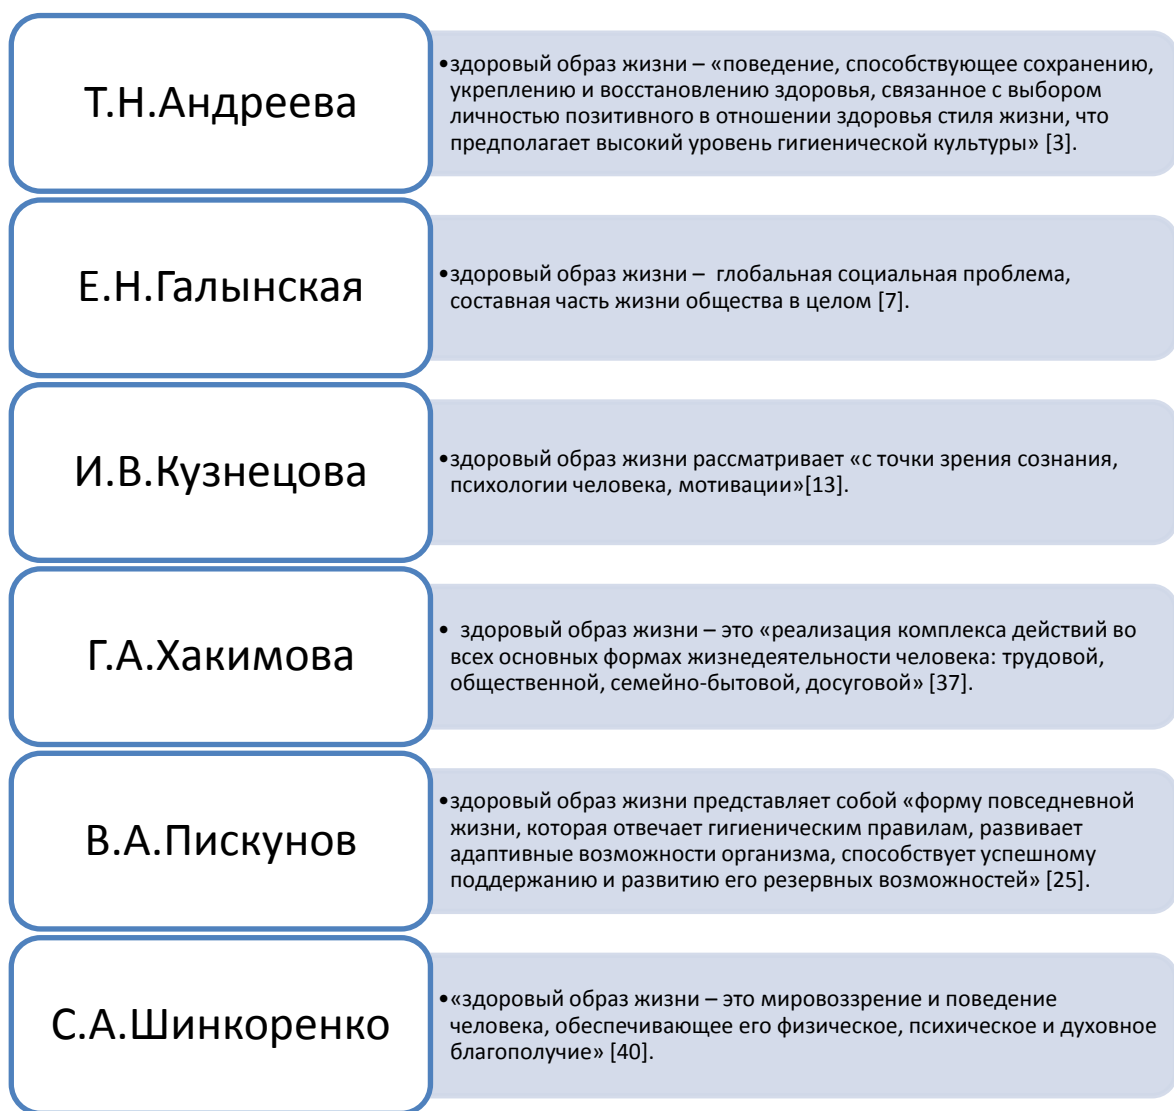 Т.Н.Андреева
•здоровый образ жизни – «поведение, способствующее сохранению,
укреплению и восстановлению здоровья, связанное с выбором
личностью позитивного в отношении здоровья стиля жизни, что
предполагает высокий уровень гигиенической культуры» [3].
Е.Н.Галынская
•здоровый образ жизни – глобальная социальная проблема,
составная часть жизни общества в целом [7].
И.В.Кузнецова
•здоровый образ жизни рассматривает «с точки зрения сознания,
психологии человека, мотивации»[13].
Г.А.Хакимова
• здоровый образ жизни – это «реализация комплекса действий во
всех основных формах жизнедеятельности человека: трудовой,
общественной, семейно-бытовой, досуговой» [37].
В.А.Пискунов
•здоровый образ жизни представляет собой «форму повседневной
жизни, которая отвечает гигиеническим правилам, развивает
адаптивные возможности организма, способствует успешному
поддержанию и развитию его резервных возможностей» [25].
С.А.Шинкоренко
•«здоровый образ жизни – это мировоззрение и поведение
человека, обеспечивающее его физическое, психическое и духовное
благополучие» [40].